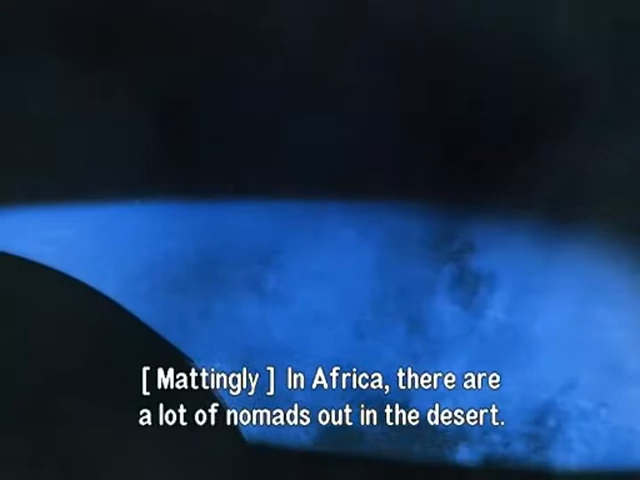 [ Mattingly ] In Africa, there are
a lot of nomads out in the desert.